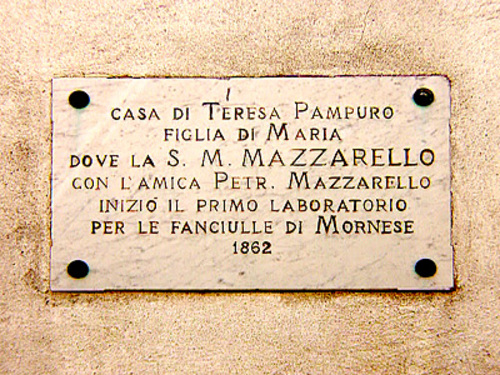 I
CASA DI TERESA PAMPURO
FIGLIA DI MARIA
DOVE LA S. M. MAZZARELLO
CON L'AMICA PETR. MAZZARELLO
INIZIÓ IL PRIMO LABORATORIO
PER LE FANCIULLE DI MORNESE
1862